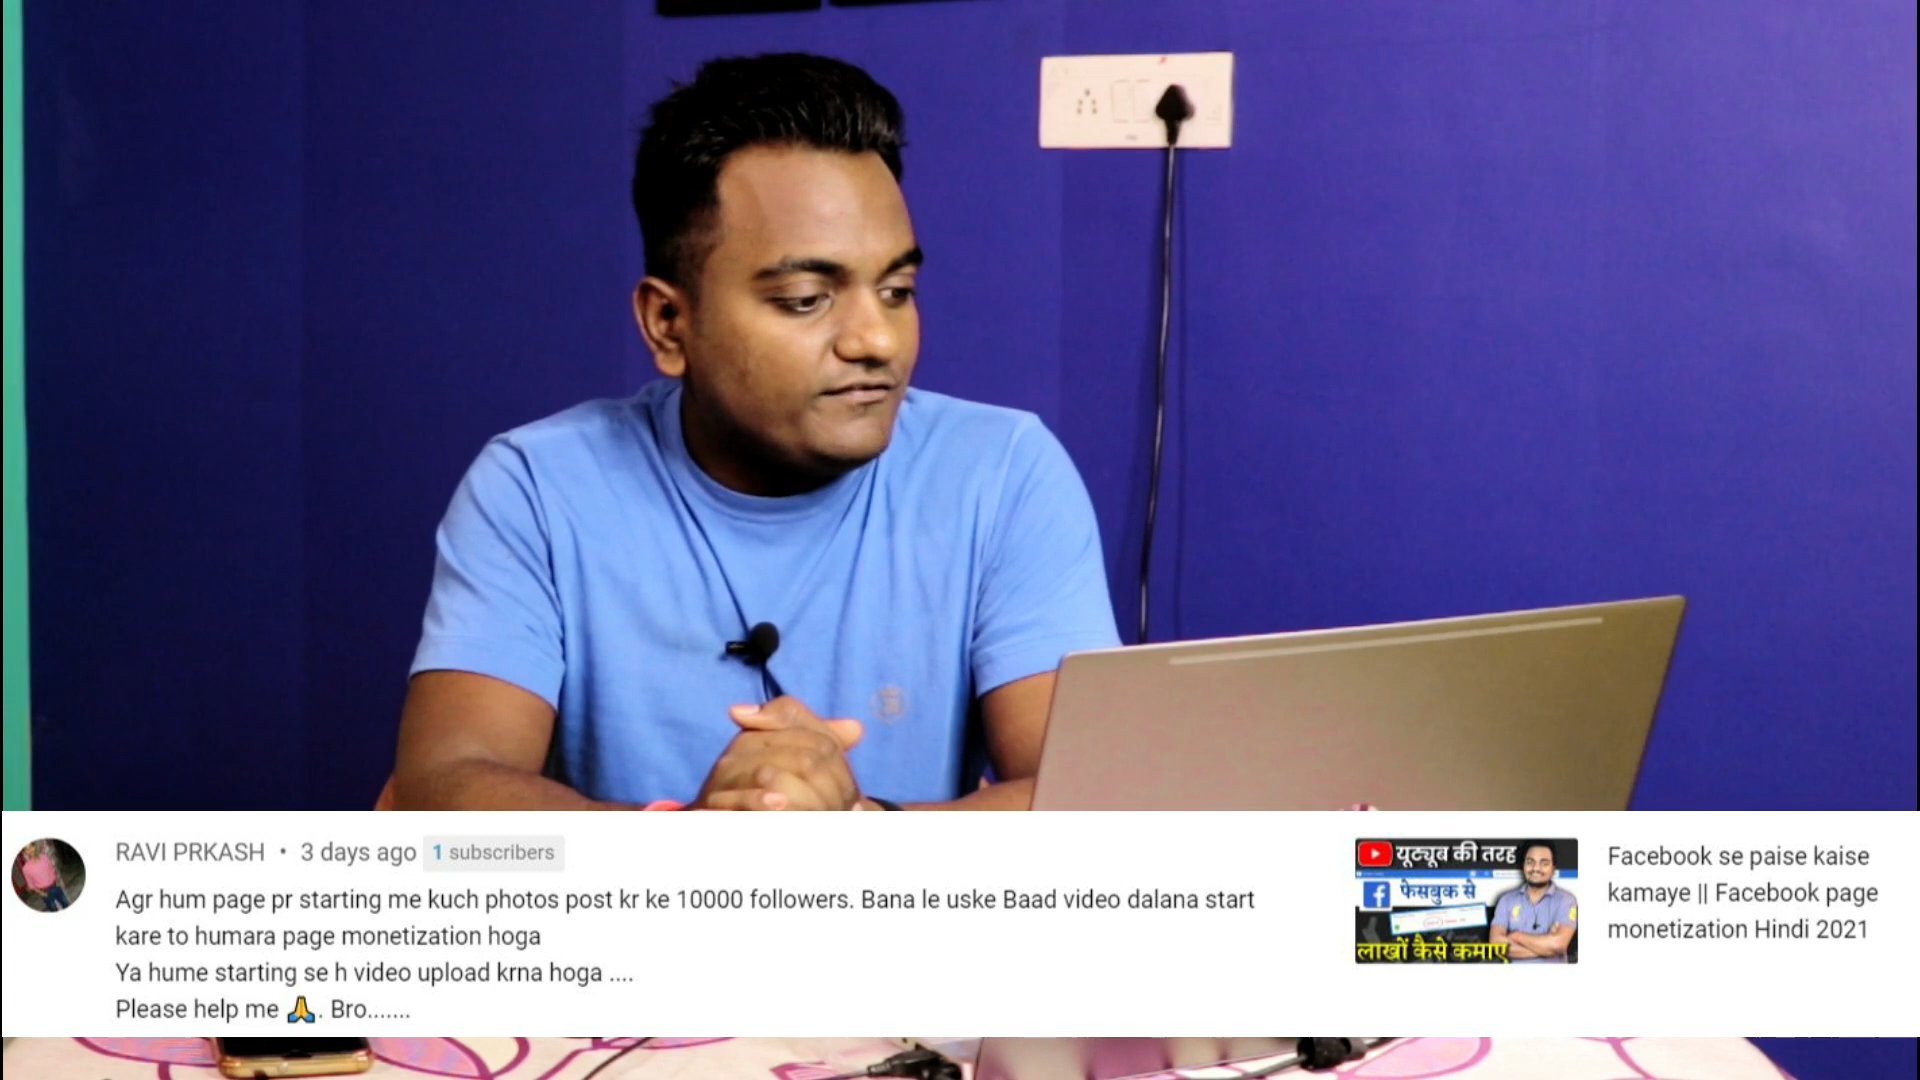 RAVI PRKASH • 3 days ago 1 subscribers
Agr hum page pr starting me kuch photos post kr ke 10000 followers. Bana le uske Baad video dalana start
kare to humara page monetization hoga
Ya hume starting se h video upload krna hoga ....
Please help me 🙏. Bro.......
यूट्यूब की तरह
फेसबुक से
लाखों कैसे कमाए
Facebook se paise kaise
kamaye || Facebook page
monetization Hindi 2021